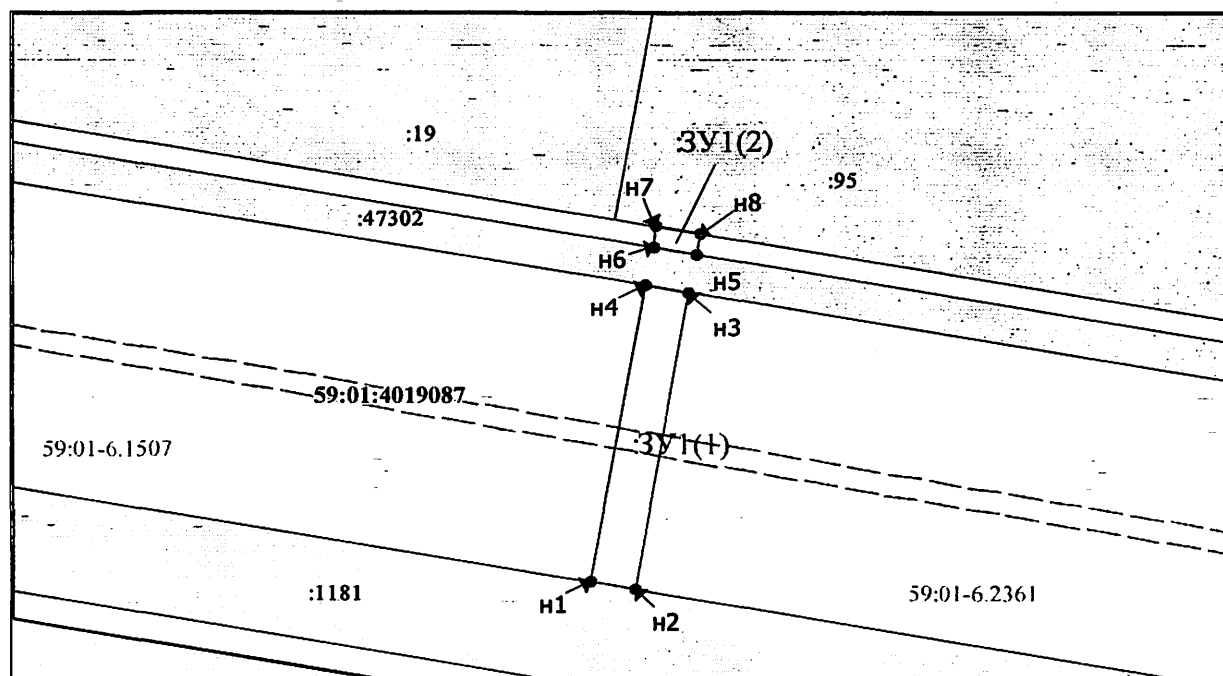 :19
:ЗУ1(2)
:95
н7
н8
:47302
н6
н5
н4
н3
59:01:4019087
59:01-6.1507
:ЗУ1(1)
:1181
н1
н2
59:01-6.2361